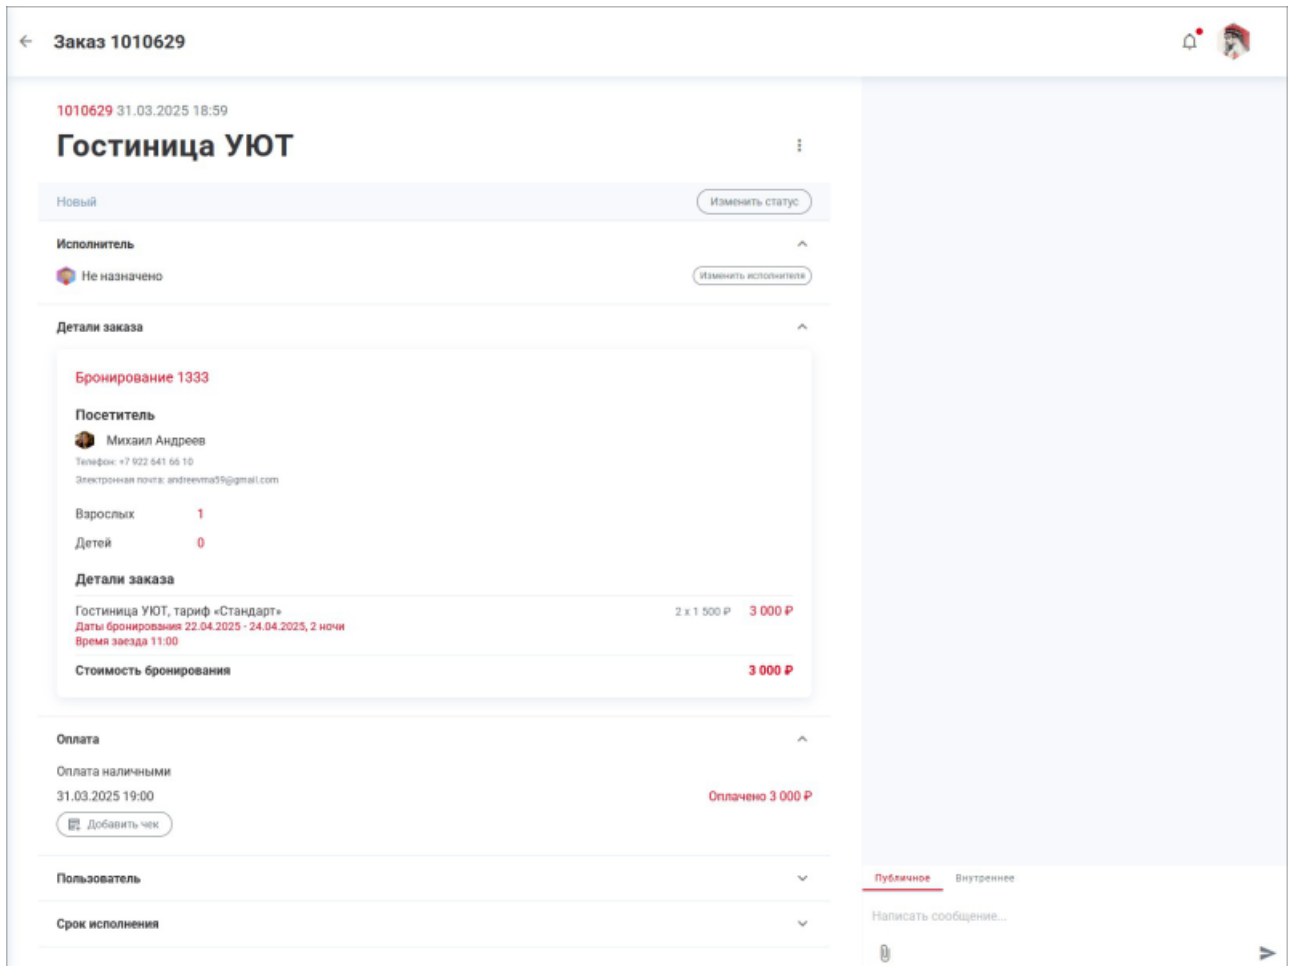 Заказ 1010629
1010629 31.03.2025 18:59
Гостиница УЮТ
Новый
Изменить статус
Исполнитель
Не назначено
Изменить исполнителя
Детали заказа
Бронирование 1333
Посетитель
Михаил Андреев
Телефон: +7 922 641 66 10
Электронная почта: andreevma59@gmail.com
Взрослых 1
Детей 0
Детали заказа
Гостиница УЮТ, тариф «Стандарт» 2 x 1 500 ₽ 3 000 ₽
Даты бронирования 22.04.2025 - 24.04.2025, 2 ночи
Время заезда 11:00
Стоимость бронирования 3 000 ₽
Оплата
Оплата наличными
31.03.2025 19:00 Оплачено 3 000 ₽
Добавить чек
Пользователь
Срок исполнения
Публичное Внутреннее
Написать сообщение...